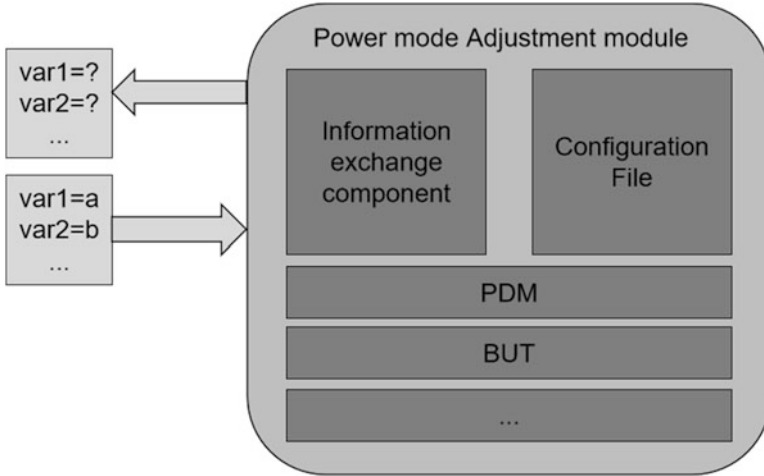 Power mode Adjustment module
var1=?
var2=?
...
var1=a
var2=b
...
Information
exchange
component
Configuration
File
PDM
BUT
...